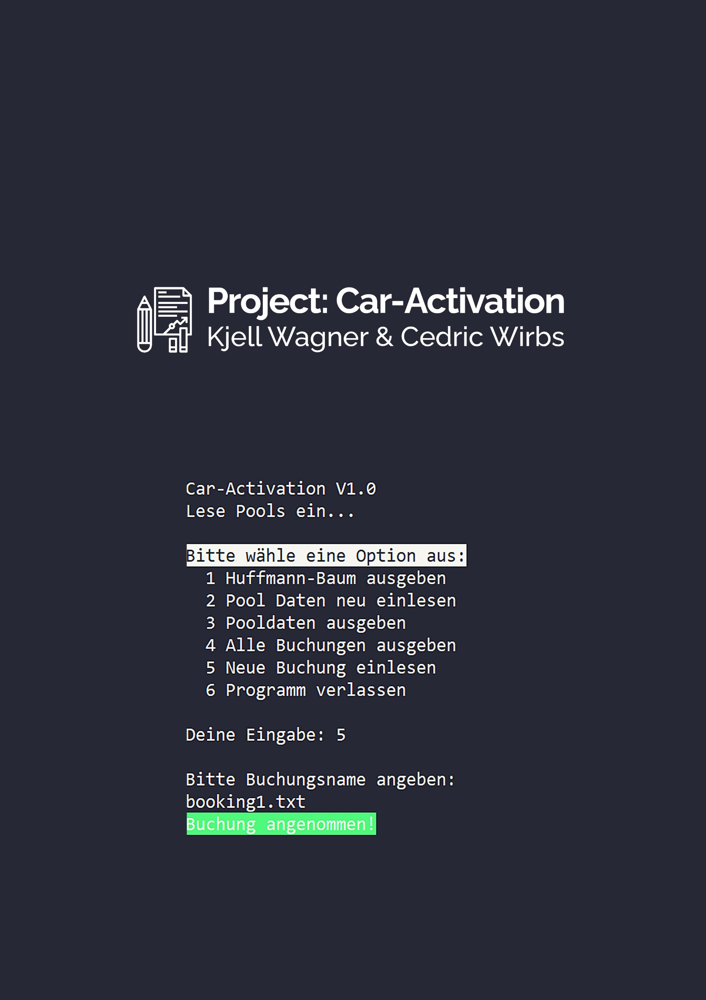 Project: Car-Activation
Kjell Wagner & Cedric Wirbs
Car-Activation V1.0
Lese Pools ein...
Bitte wähle eine Option aus:
1 Huffmann-Baum ausgeben
2 Pool Daten neu einlesen
3 Pooldaten ausgeben
4 Alle Buchungen ausgeben
5 Neue Buchung einlesen
6 Programm verlassen
Deine Eingabe: 5
Bitte Buchungsname angeben:
booking1.txt
Buchung angenommen!